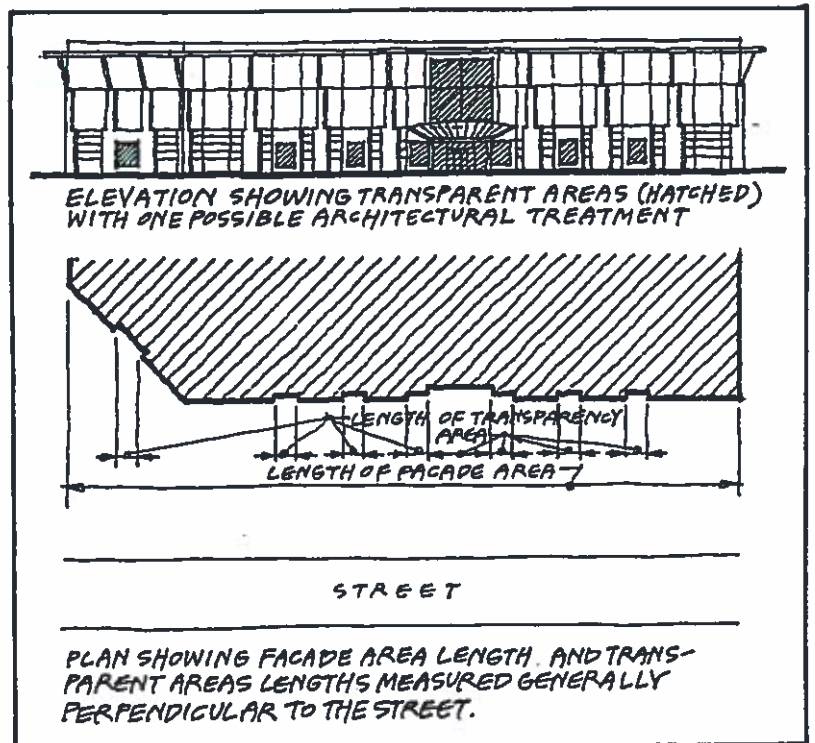 ELEVATION SHOWING TRANSPARENT AREAS (HATCHED)
WITH ONE POSSIBLE ARCHITECTURAL TREATMENT
LENGTH OF TRANSPARENCY
AREA
LENGTH OF FACADE AREA
STREET
PLAN SHOWING FACADE AREA LENGTH AND TRANS-
PARENT AREAS LENGTHS MEASURED GENERALLY
PERPENDICULAR TO THE STREET.